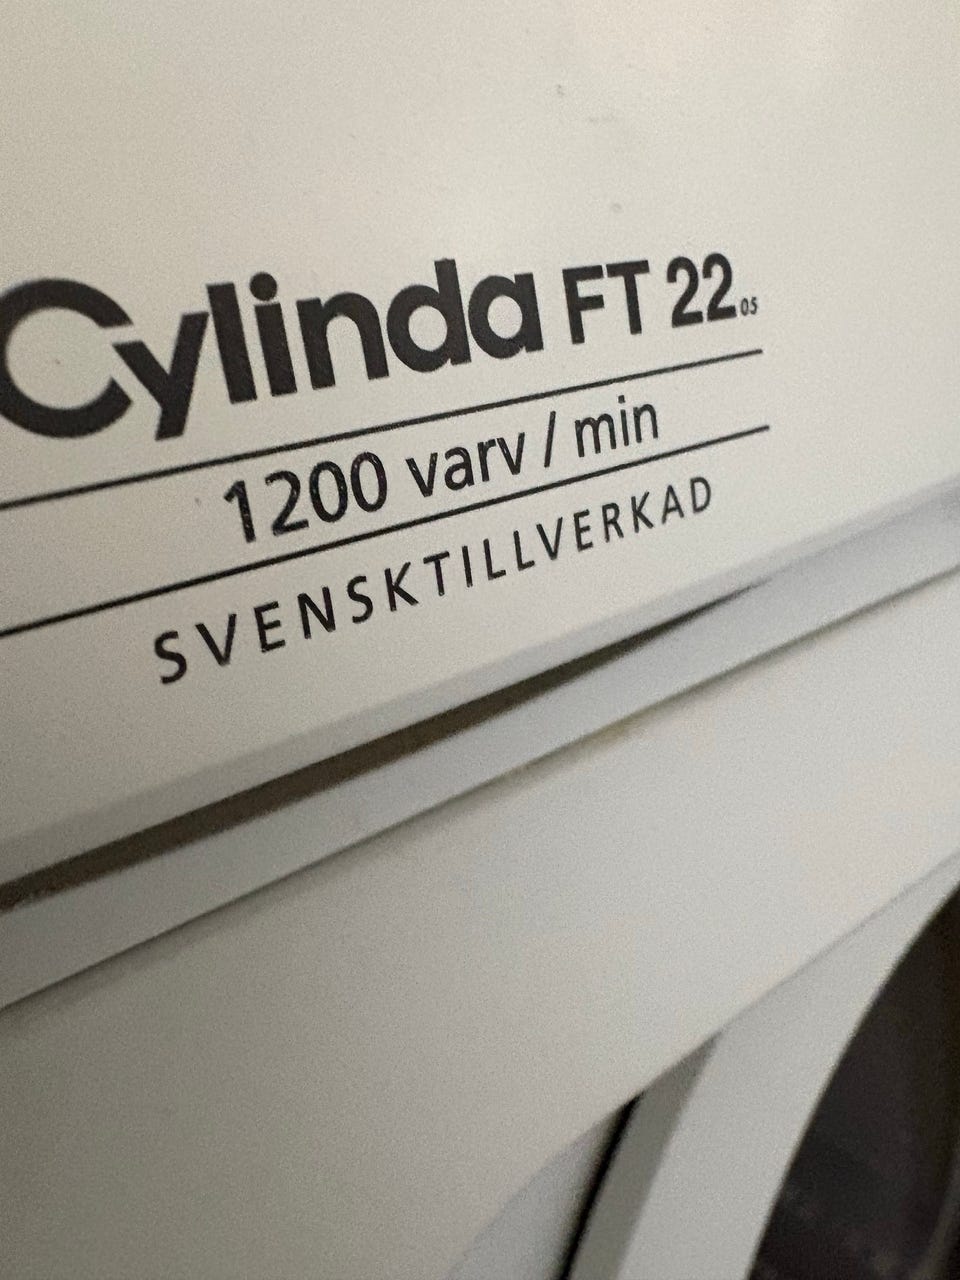 Cylinda FT 22.05
1200 varv / min
SVENSKTILLVERKAD